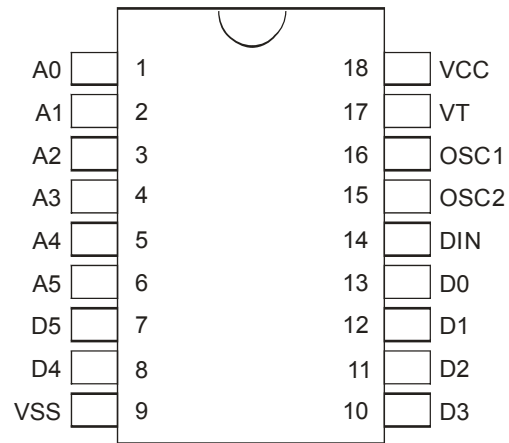 A0 1 18 VCC
A1 2 17 VT
A2 3 16 OSC1
A3 4 15 OSC2
A4 5 14 DIN
A5 6 13 D0
D5 7 12 D1
D4 8 11 D2
VSS 9 10 D3